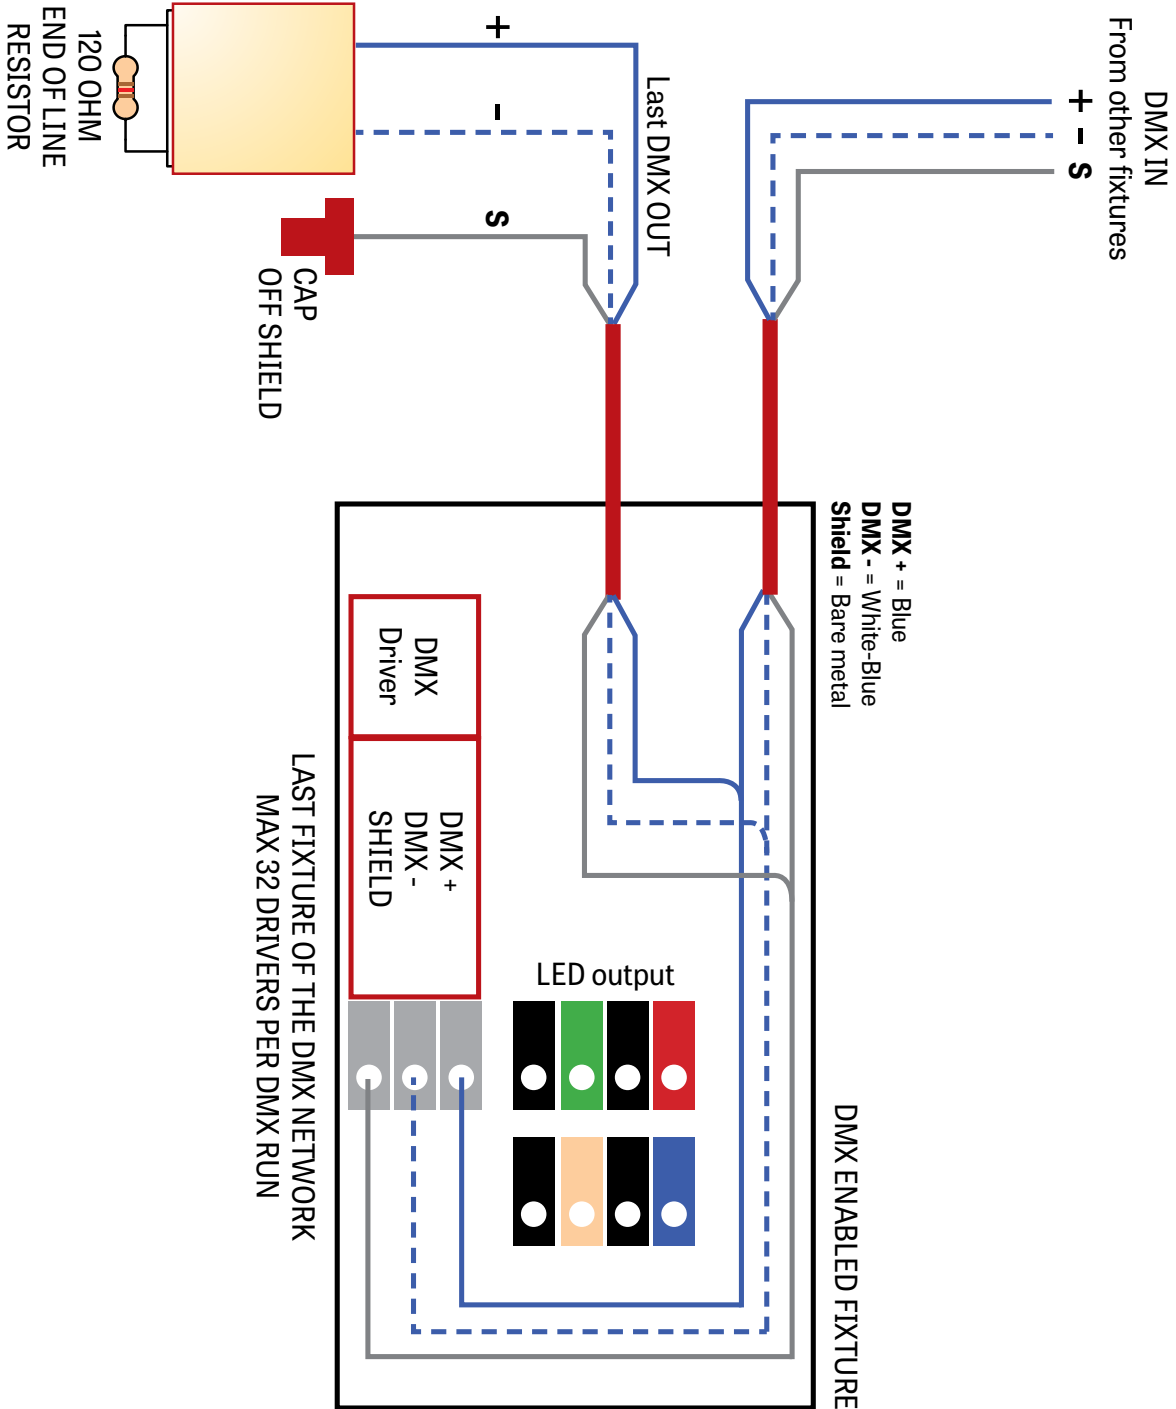 DMX IN
From other fixtures
+
-
S
Last DMX OUT
+
-
S
120 OHM
END OF LINE
RESISTOR
CAP
OFF SHIELD
DMX + = Blue
DMX - = White-Blue
Shield = Bare metal
DMX
Driver
DMX +
DMX -
SHIELD
LED output
DMX ENABLED FIXTURE
LAST FIXTURE OF THE DMX NETWORK
MAX 32 DRIVERS PER DMX RUN